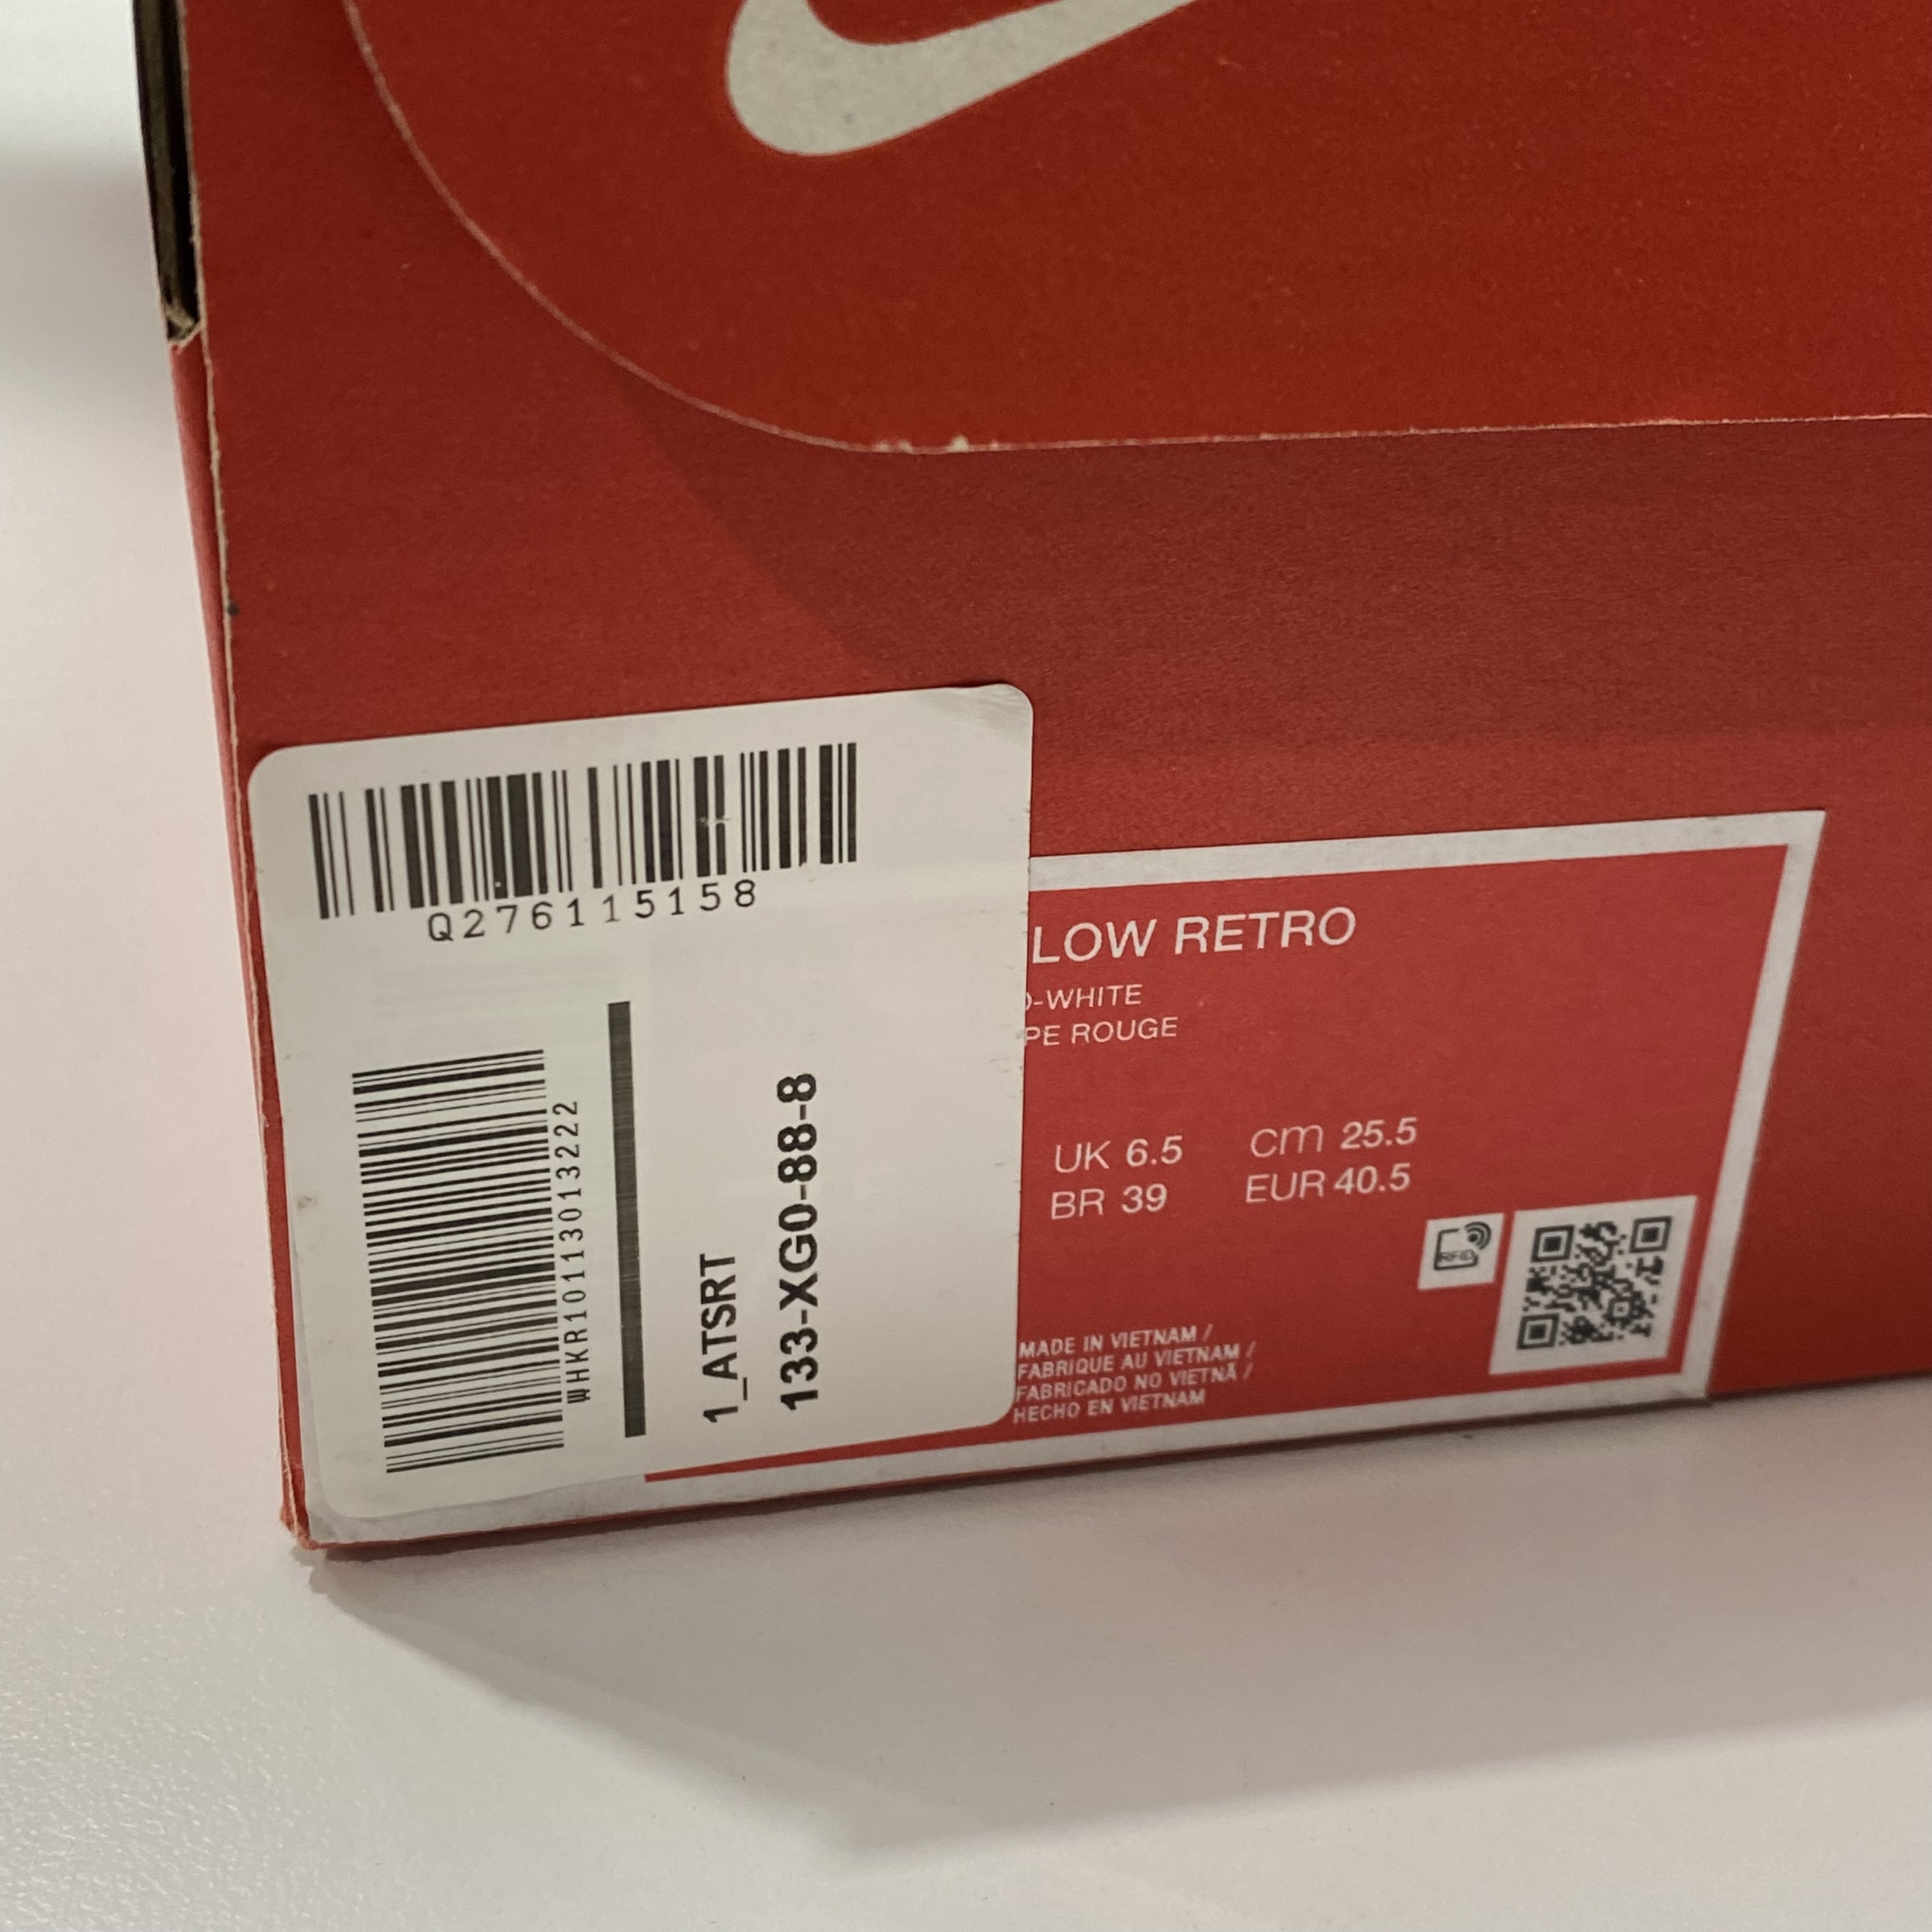 Q276115158
WHKR10113013222
1_ATSRT
133-XG0-88-8
LOW RETRO
-WHITE
PE ROUGE
UK 6.5 cm 25.5
BR 39 EUR 40.5
RFID
MADE IN VIETNAM /
FABRIQUE AU VIETNAM /
FABRICADO NO VIETNÃ /
HECHO EN VIETNAM